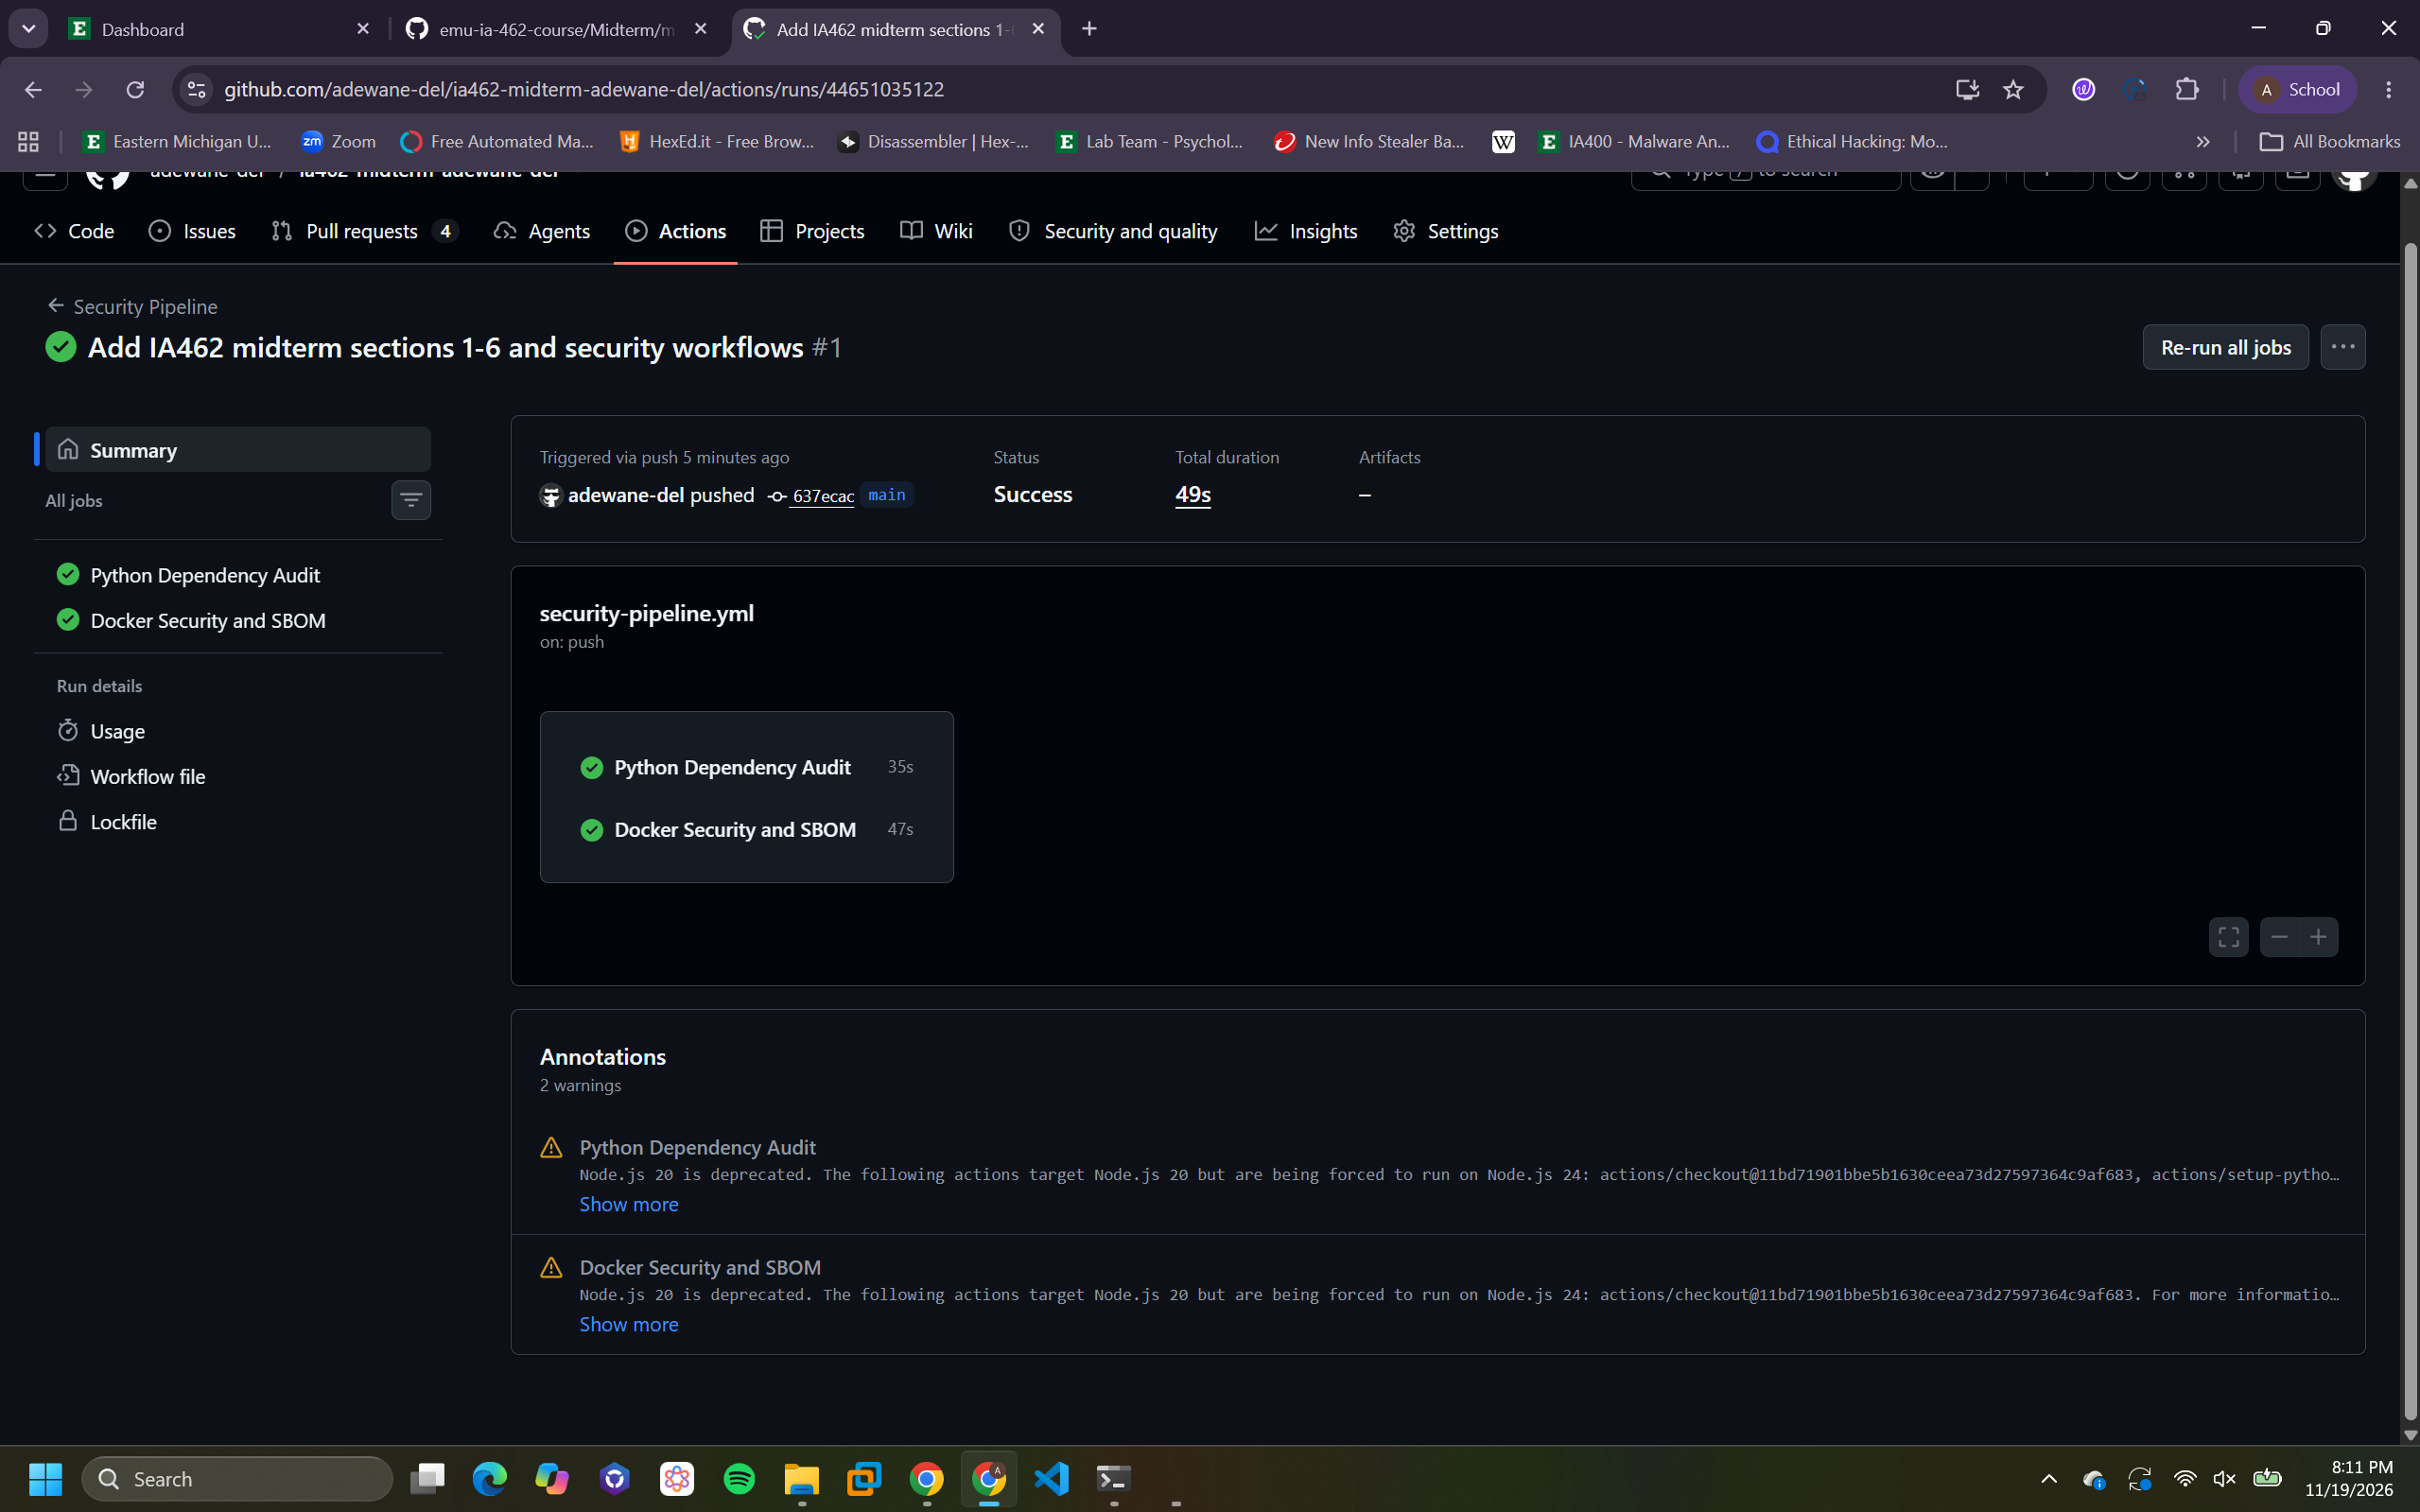 Dashboard
emu-ia-462-course/Midterm/m
Add IA462 midterm sections 1-6
github.com/adewane-del/ia462-midterm-adewane-del/actions/runs/44651035122
A School
Eastern Michigan U...
Zoom
Free Automated Ma...
HexEd.it - Free Brow...
Disassembler | Hex-...
Lab Team - Psychol...
New Info Stealer Ba...
W
IA400 - Malware An...
Ethical Hacking: Mo...
All Bookmarks
adewane-del / ia462-midterm-adewane-del
Type / to search
Code
Issues
Pull requests 4
Agents
Actions
Projects
Wiki
Security and quality
Insights
Settings
Security Pipeline
Add IA462 midterm sections 1-6 and security workflows #1
Re-run all jobs
Summary
All jobs
Python Dependency Audit
Docker Security and SBOM
Run details
Usage
Workflow file
Lockfile
Triggered via push 5 minutes ago
adewane-del pushed 637ecac main
Status
Success
Total duration
49s
Artifacts
–
security-pipeline.yml
on: push
Python Dependency Audit 35s
Docker Security and SBOM 47s
Annotations
2 warnings
Python Dependency Audit
Node.js 20 is deprecated. The following actions target Node.js 20 but are being forced to run on Node.js 24: actions/checkout@11bd71901bbe5b1630ceea73d27597364c9af683, actions/setup-pytho…
Show more
Docker Security and SBOM
Node.js 20 is deprecated. The following actions target Node.js 20 but are being forced to run on Node.js 24: actions/checkout@11bd71901bbe5b1630ceea73d27597364c9af683. For more informatio…
Show more
Search
8:11 PM
11/19/2026